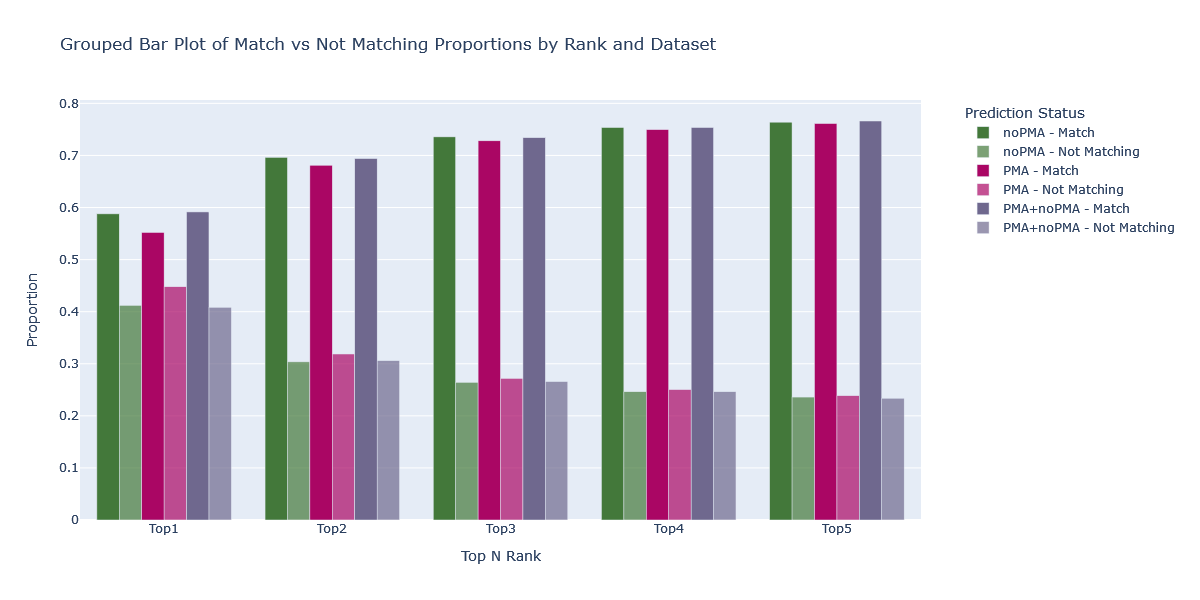 Grouped Bar Plot of Match vs Not Matching Proportions by Rank and Dataset
Proportion
0.8
0.7
0.6
0.5
0.4
0.3
0.2
0.1
0
Top1
Top2
Top3
Top4
Top5
Top N Rank
Prediction Status
noPMA - Match
noPMA - Not Matching
PMA - Match
PMA - Not Matching
PMA+noPMA - Match
PMA+noPMA - Not Matching